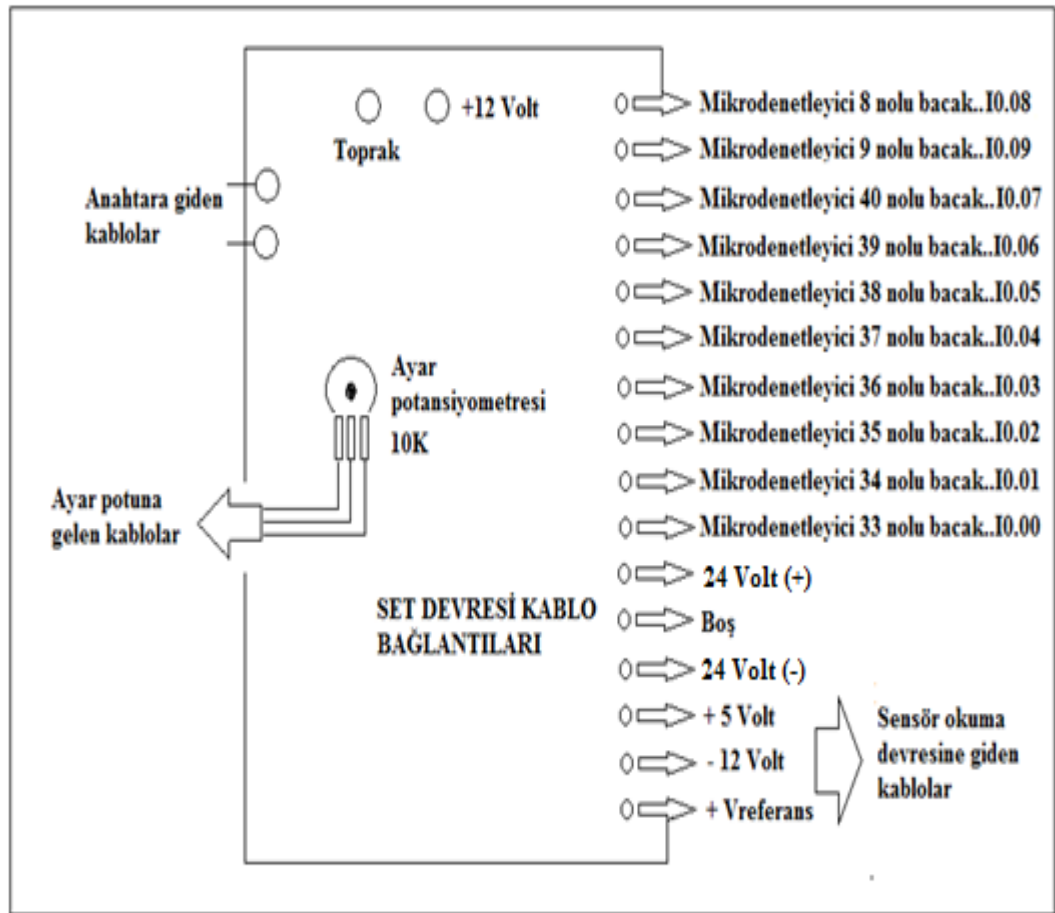 +12 Volt
Toprak
Anahtara giden
kablolar
Ayar
potansiyometresi
10K
Ayar potuna
gelen kablolar
SET DEVRESİ KABLO
BAĞLANTILARI
Mikrodenetleyici 8 nolu bacak..I0.08
Mikrodenetleyici 9 nolu bacak..I0.09
Mikrodenetleyici 40 nolu bacak..I0.07
Mikrodenetleyici 39 nolu bacak..I0.06
Mikrodenetleyici 38 nolu bacak..I0.05
Mikrodenetleyici 37 nolu bacak..I0.04
Mikrodenetleyici 36 nolu bacak..I0.03
Mikrodenetleyici 35 nolu bacak..I0.02
Mikrodenetleyici 34 nolu bacak..I0.01
Mikrodenetleyici 33 nolu bacak..I0.00
24 Volt (+)
Boş
24 Volt (-)
+ 5 Volt
- 12 Volt
+ Vreferans
Sensör okuma
devresine giden
kablolar